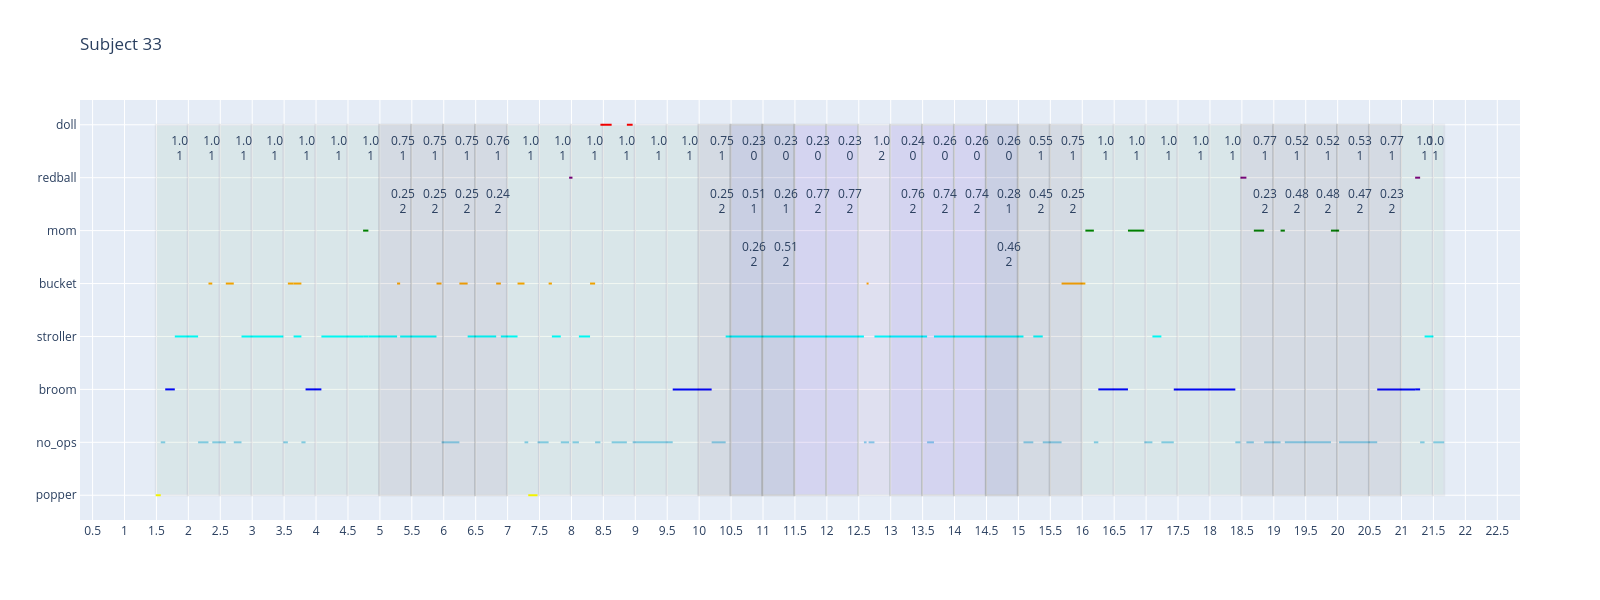 Subject 33
doll
1.0 1.0 1.0 1.0 1.0 1.0 1.0 0.75 0.75 0.75 0.76 1.0 1.0 1.0 1.0 1.0 1.0 0.75 0.23 0.23 0.23 0.23 1.0 0.24 0.26 0.26 0.26 0.55 0.75 1.0 1.0 1.0 1.0 1.0 0.77 0.52 0.52 0.53 0.77 1.0 1.0
1 1 1 1 1 1 1 1 1 1 1 1 1 1 1 1 1 1 0 0 0 0 2 0 0 0 0 1 1 1 1 1 1 1 1 1 1 1 1 1 1
redball
0.25 0.25 0.25 0.24 0.25 0.51 0.26 0.77 0.77 0.76 0.74 0.74 0.28 0.45 0.25 0.23 0.48 0.48 0.47 0.23
2 2 2 2 2 1 1 2 2 2 2 2 1 2 2 2 2 2 2 2
mom
0.26 0.51 0.46
2 2 2
bucket
stroller
broom
no_ops
popper
0.5 1 1.5 2 2.5 3 3.5 4 4.5 5 5.5 6 6.5 7 7.5 8 8.5 9 9.5 10 10.5 11 11.5 12 12.5 13 13.5 14 14.5 15 15.5 16 16.5 17 17.5 18 18.5 19 19.5 20 20.5 21 21.5 22 22.5